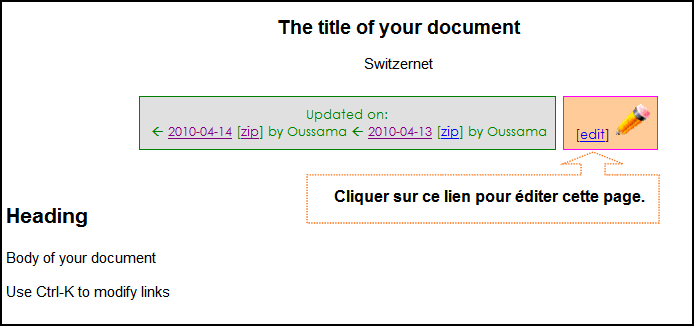 The title of your document
Switzernet
Updated on:
← 2010-04-14 [zip] by Oussama ← 2010-04-13 [zip] by Oussama
[edit]
Cliquer sur ce lien pour éditer cette page.
Heading
Body of your document
Use Ctrl-K to modify links